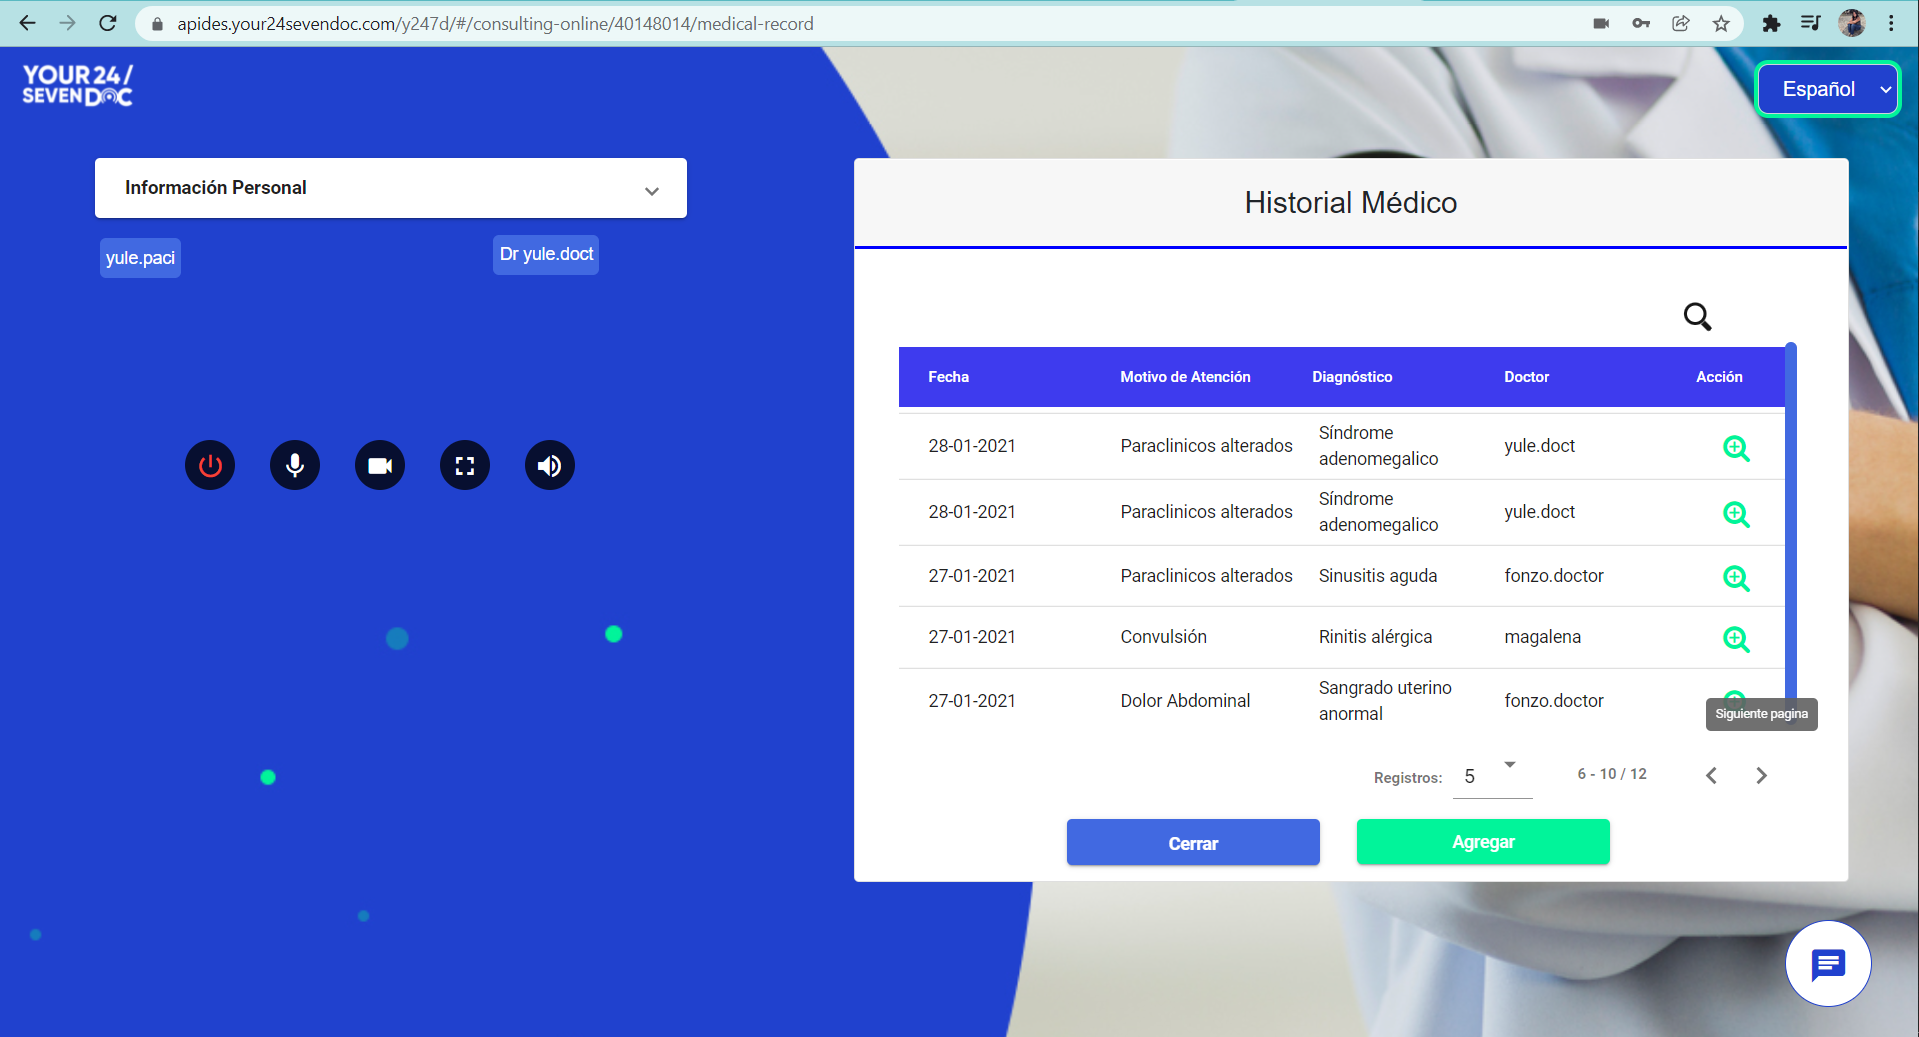 apides.your24sevendoc.com/y247d/#/consulting-online/40148014/medical-record
YOUR 24 /
SEVEN DOC
Español
Información Personal
yule.paci
Dr yule.doct
Historial Médico
Fecha Motivo de Atención Diagnóstico Doctor Acción
28-01-2021 Paraclinicos alterados Síndrome adenomegalico yule.doct
28-01-2021 Paraclinicos alterados Síndrome adenomegalico yule.doct
27-01-2021 Paraclinicos alterados Sinusitis aguda fonzo.doctor
27-01-2021 Convulsión Rinitis alérgica magalena
27-01-2021 Dolor Abdominal Sangrado uterino anormal fonzo.doctor
Siguiente pagina
Registros: 5 6 - 10 / 12
Cerrar
Agregar